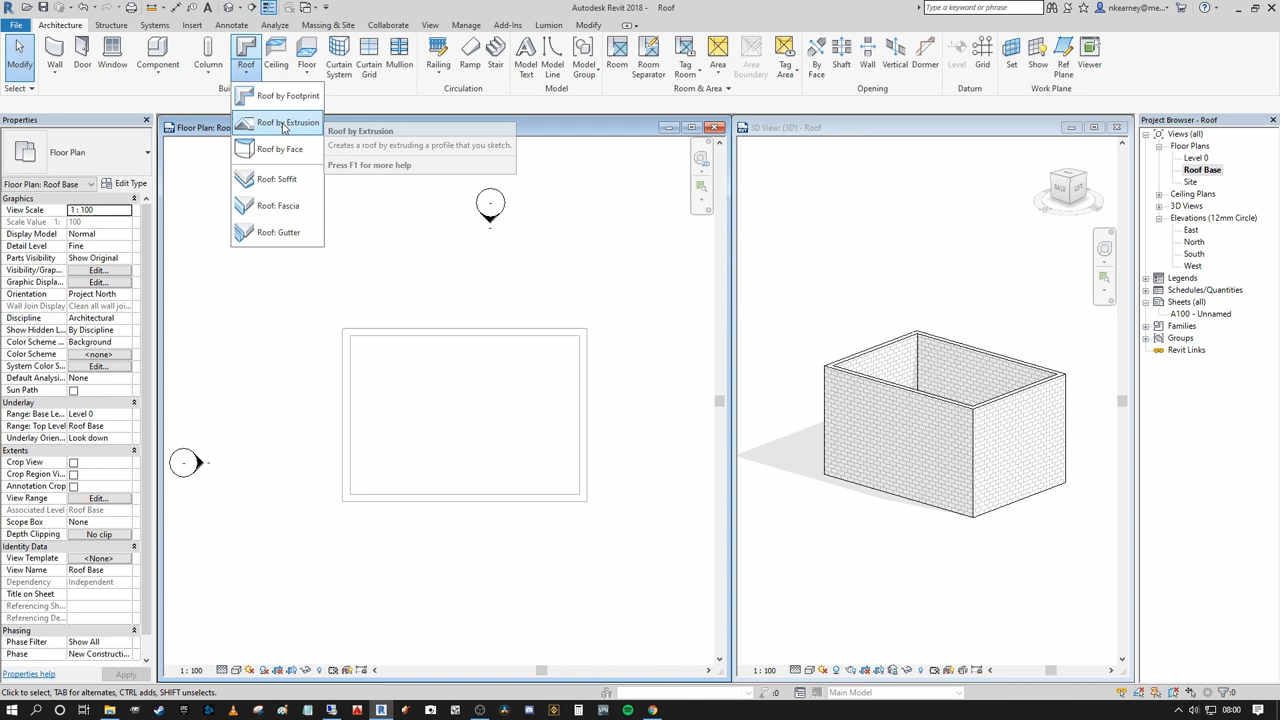 Autodesk Revit 2018 - Roof
Type a keyword or phrase
nkearney@me...
File
Architecture
Structure
Systems
Insert
Annotate
Analyze
Massing & Site
Collaborate
View
Manage
Add-Ins
Lumion
Modify
Modify
Wall
Door
Window
Component
Column
Roof
Ceiling
Floor
Curtain
System
Curtain
Grid
Mullion
Railing
Ramp
Stair
Model
Text
Model
Line
Model
Group
Room
Room
Separator
Tag
Room
Area
Area
Boundary
Tag
Area
By
Face
Shaft
Wall
Vertical
Dormer
Level
Grid
Set
Show
Ref
Plane
Viewer
Select
Bui
Circulation
Model
Room & Area
Opening
Datum
Work Plane
Roof by Footprint
Roof by Extrusion
Roof by Face
Roof: Soffit
Roof: Fascia
Roof: Gutter
Roof by Extrusion
Creates a roof by extruding a profile that you sketch.
Press F1 for more help
Properties
Floor Plan
Floor Plan: Roof Base
Edit Type
Graphics
View Scale 1 : 100
Scale Value 1: 100
Display Model Normal
Detail Level Fine
Parts Visibility Show Original
Visibility/Grap... Edit...
Graphic Displa... Edit...
Orientation Project North
Wall Join Display Clean all wall joi...
Discipline Architectural
Show Hidden L... By Discipline
Color Scheme ... Background
Color Scheme <none>
System Color S... Edit...
Default Analysi... None
Sun Path
Underlay
Range: Base Le... Level 0
Range: Top Level Roof Base
Underlay Orien... Look down
Extents
Crop View
Crop Region Vi...
Annotation Crop
View Range Edit...
Associated Level Roof Base
Scope Box None
Depth Clipping No clip
Identity Data
View Template <None>
View Name Roof Base
Dependency Independent
Title on Sheet
Referencing Sh...
Referencing De...
Phasing
Phase Filter Show All
Phase New Constructi...
Properties help
Apply
Floor Plan: Roo
1 : 100
3D View: {3D} - Roof
BACK
LEFT
1 : 100
Project Browser - Roof
Views (all)
Floor Plans
Level 0
Roof Base
Site
Ceiling Plans
3D Views
Elevations (12mm Circle)
East
North
South
West
Legends
Schedules/Quantities
Sheets (all)
A100 - Unnamed
Families
Groups
Revit Links
Click to select, TAB for alternates, CTRL adds, SHIFT unselects.
:0
Main Model
:0
08:00